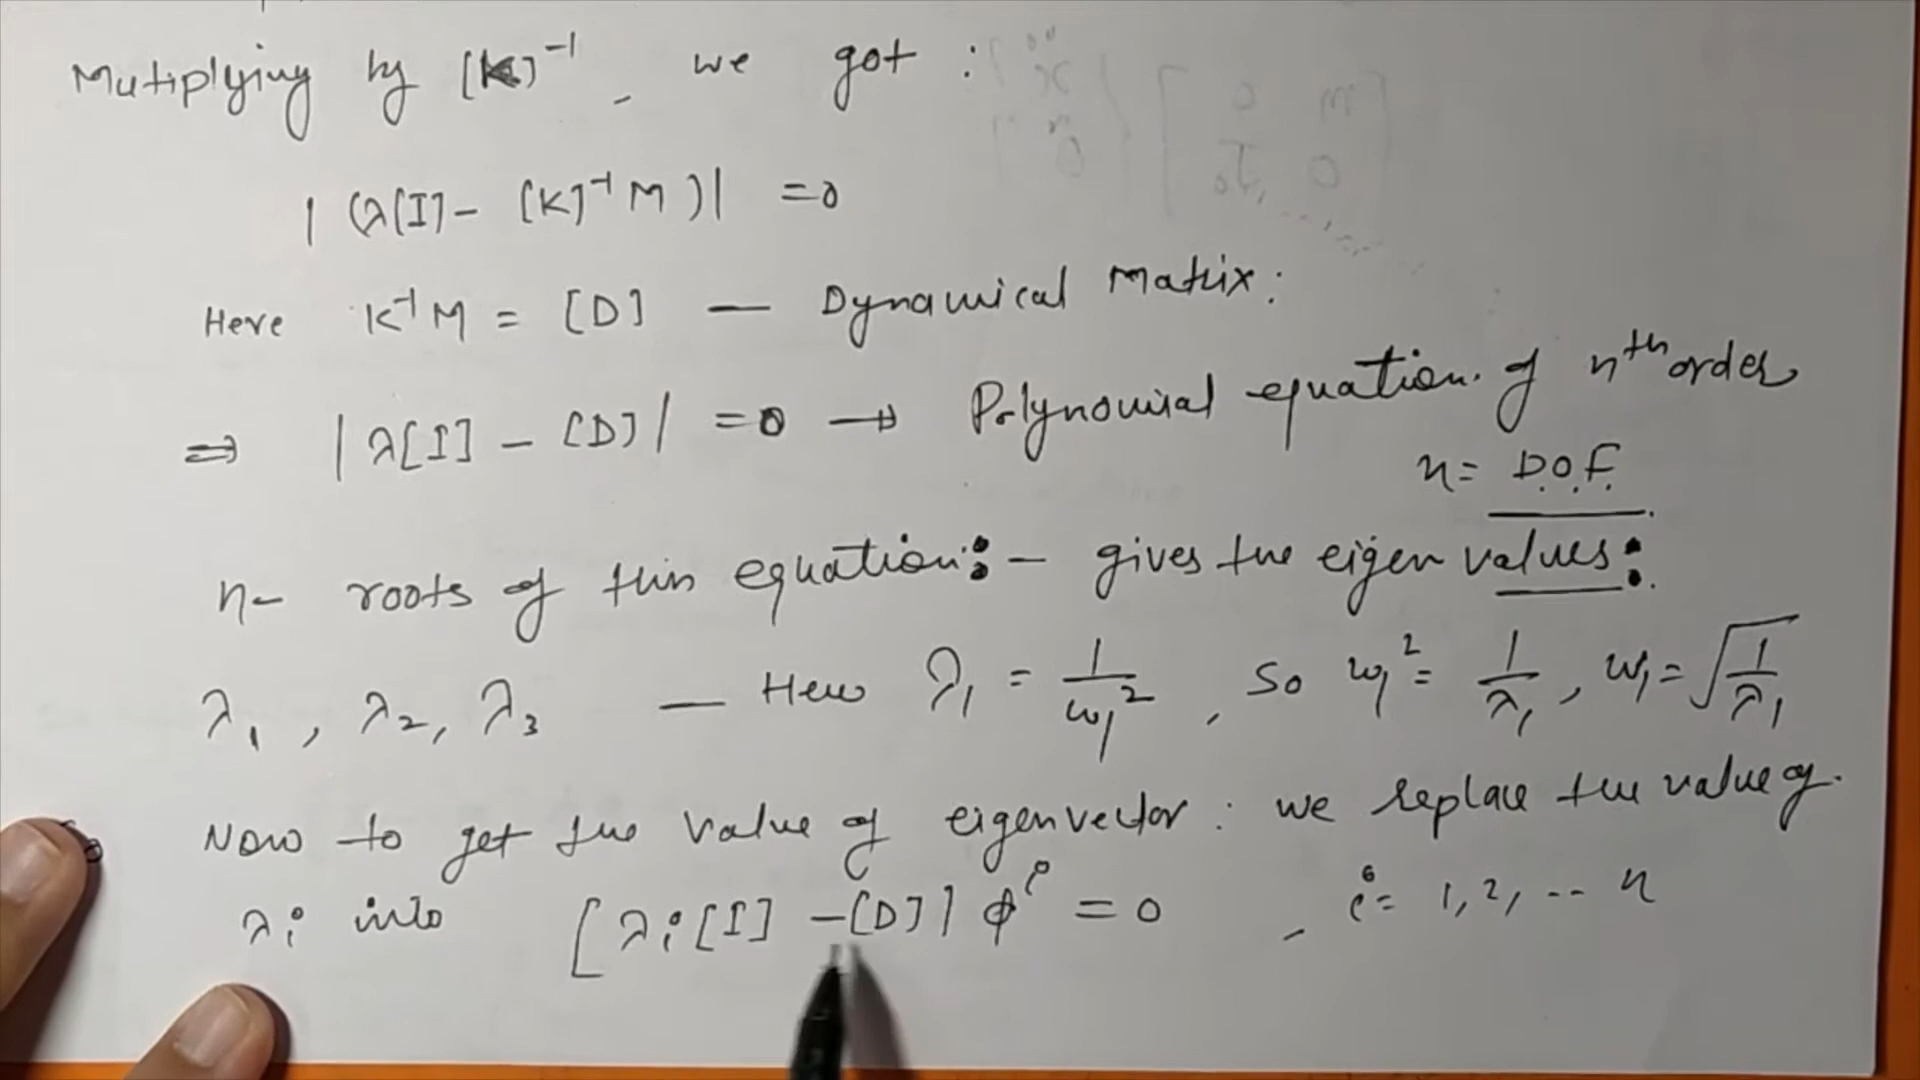 Mutiplying by [K]⁻¹, we got :
| (λ[I] - [K]⁻¹ M )| = 0
Here K⁻¹M = [D] — Dynamical Matrix :
⇒ | λ[I] - [D] | = 0 → Polynomial equation of nᵗʰ order
n = D.O.F.
n- roots of this equation :- gives the eigen values :
λ₁, λ₂, λ₃ — Here λ₁ = 1/ω₁², So ω₁² = 1/λ₁, ω₁ = √(1/λ₁)
Now to get the value of eigenvector : we replace the value of
λi into [λi[I] - [D]] φⁱ = 0, i = 1, 2, -- n